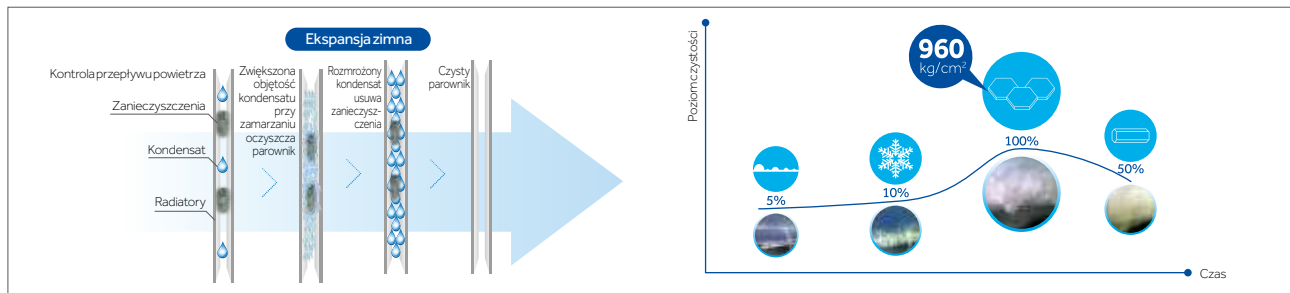 Ekspansja zimna
Kontrola przepływu powietrza
Zanieczyszczenia
Kondensat
Radiatory
Zwiększona
objętość
kondensatu
przy
zamarzaniu
oczyszcza
parownik
Rozmrożony
kondensat
usuwa
zanieczysz-
czenia
Czysty
parownik
Poziom czystości
960
kg/cm²
5%
10%
100%
50%
Czas